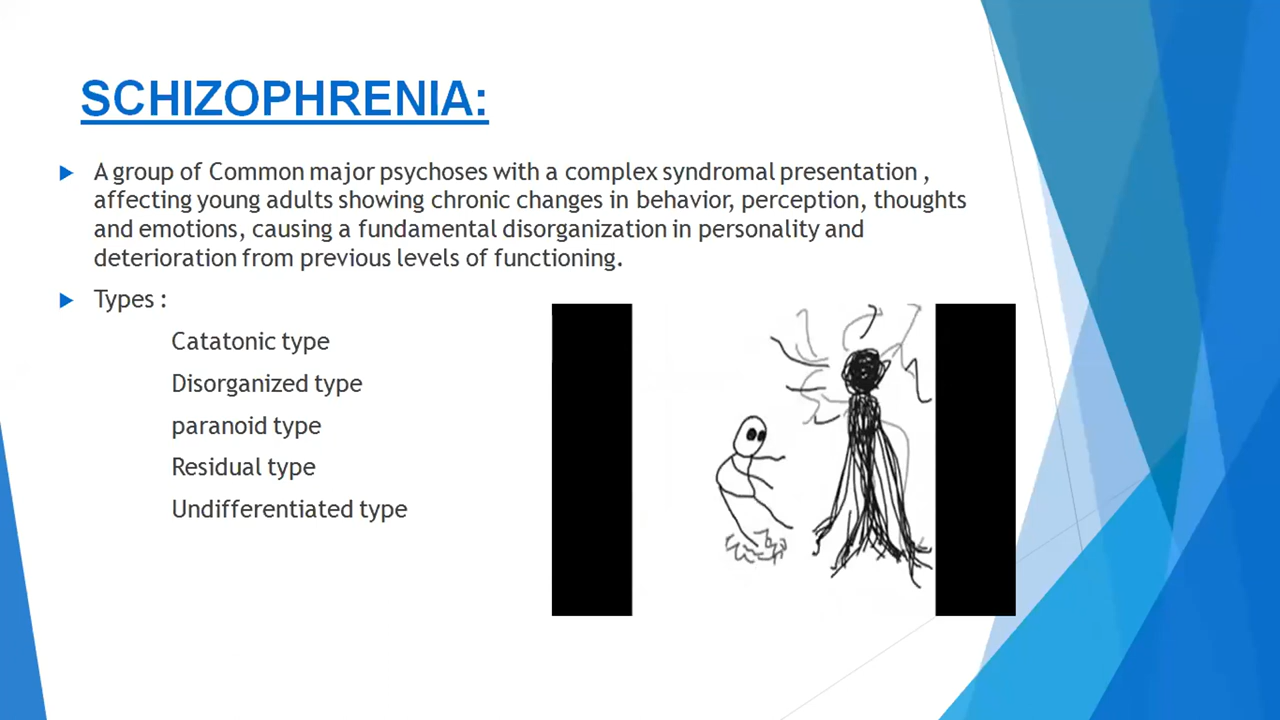 SCHIZOPHRENIA:
A group of Common major psychoses with a complex syndromal presentation ,
affecting young adults showing chronic changes in behavior, perception, thoughts
and emotions, causing a fundamental disorganization in personality and
deterioration from previous levels of functioning.
Types :
Catatonic type
Disorganized type
paranoid type
Residual type
Undifferentiated type